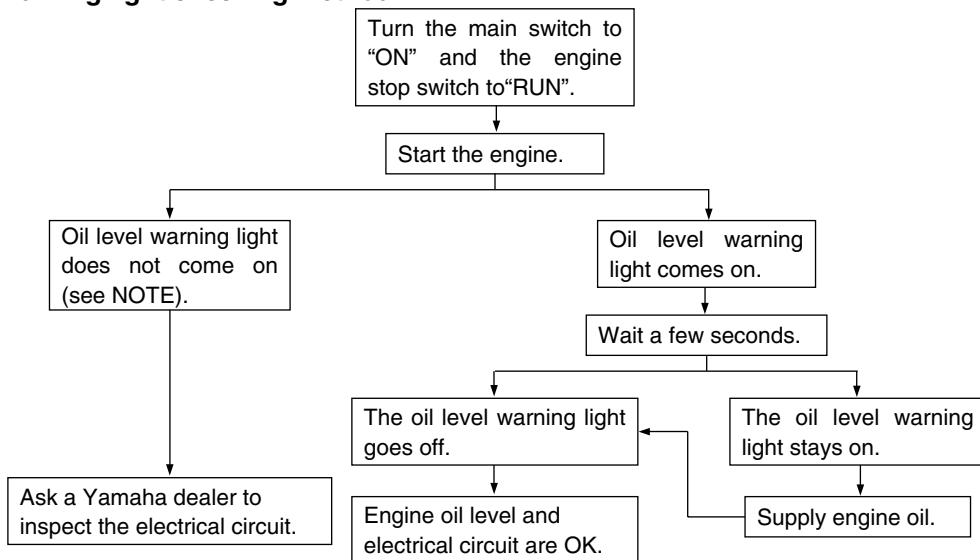 Turn the main switch to
“ON” and the engine
stop switch to“RUN”.
Start the engine.
Oil level warning light
does not come on
(see NOTE).
Oil level warning
light comes on.
Wait a few seconds.
The oil level warning light
goes off.
The oil level warning
light stays on.
Ask a Yamaha dealer to
inspect the electrical circuit.
Engine oil level and
electrical circuit are OK.
Supply engine oil.